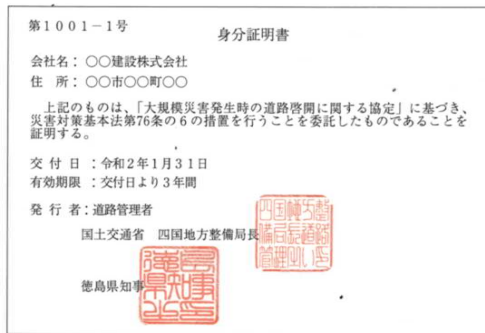 第1001－1号
身分証明書
会社名：〇〇建設株式会社
住　所：〇〇市〇〇町〇〇
上記のものは、「大規模災害発生時の道路啓開に関する協定」に基づき、
災害対策基本法第76条の6の措置を行うことを委託したものであることを
証明する。
交　付　日　：令和2年1月31日
有効期限　：交付日より3年間
発　行　者：道路管理者
国土交通省　四国地方整備局長
徳島県知事
徳島県知事之印